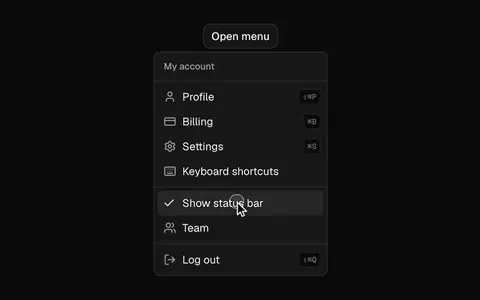 Open menu
My account
Profile ⇧⌘P
Billing ⌘B
Settings ⌘S
Keyboard shortcuts
Show status bar
Team
Log out ⇧⌘Q